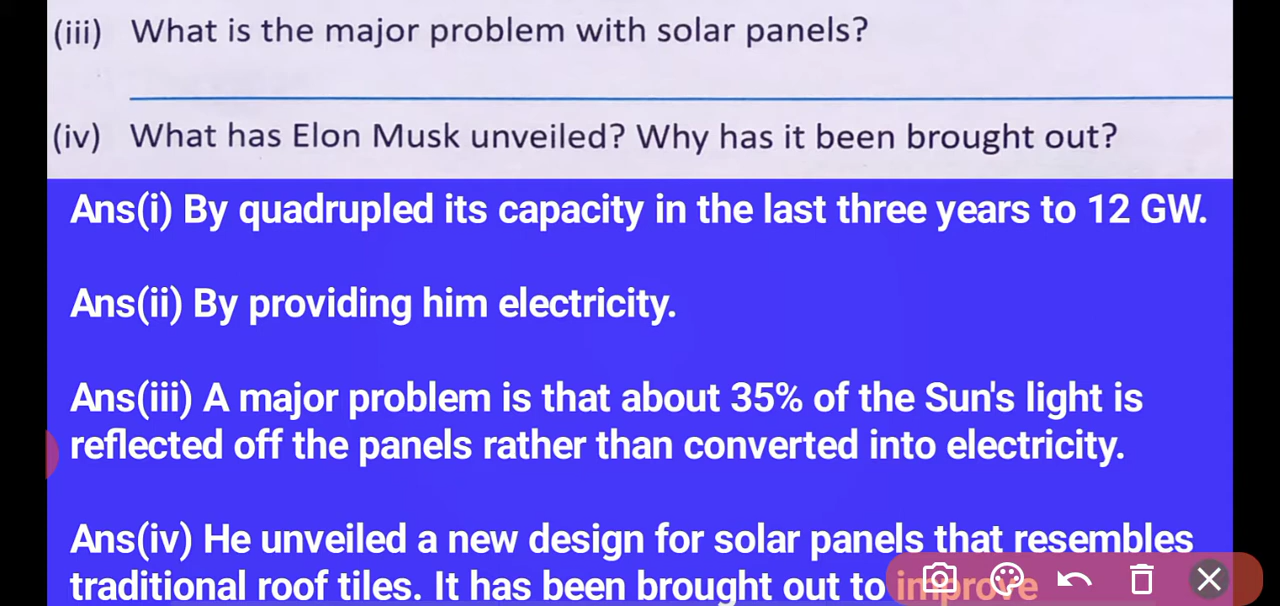 (iii) What is the major problem with solar panels?
(iv) What has Elon Musk unveiled? Why has it been brought out?
Ans(i) By quadrupled its capacity in the last three years to 12 GW.
Ans(ii) By providing him electricity.
Ans(iii) A major problem is that about 35% of the Sun's light is
reflected off the panels rather than converted into electricity.
Ans(iv) He unveiled a new design for solar panels that resembles
traditional roof tiles. It has been brought out to improve